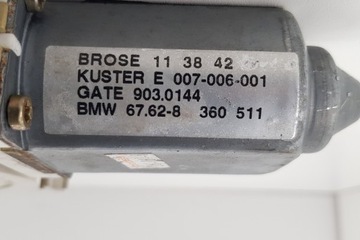 BROSE 11 38 42
KUSTER E 007-006-001
GATE 903.0144
BMW 67.62-8 360 511